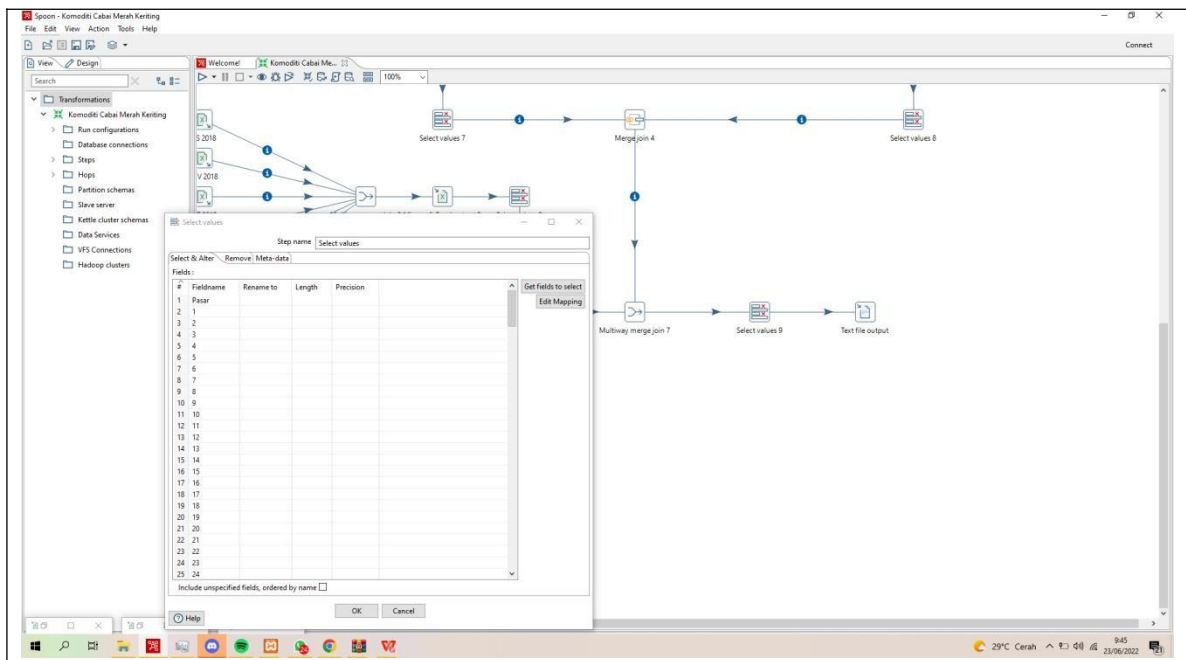 Spoon - Komoditi Cabai Merah Keriting
File Edit View Action Tools Help
Connect
View Design
Welcome! Komoditi Cabai Me...
Search
100%
Transformations
Komoditi Cabai Merah Keriting
Run configurations
Database connections
Steps
Hops
Partition schemas
Slave server
Kettle cluster schemas
Data Services
VFS Connections
Hadoop clusters
S 2018
V 2018
Select values 7
Merge join 4
Select values 8
Multiway merge join 7
Select values 9
Text file output
Select values
Step name Select values
Select & Alter Remove Meta-data
Fields :
# Fieldname Rename to Length Precision
Get fields to select
Edit Mapping
1 Pasar
2 1
3 2
4 3
5 4
6 5
7 6
8 7
9 8
10 9
11 10
12 11
13 12
14 13
15 14
16 15
17 16
18 17
19 18
20 19
21 20
22 21
23 22
24 23
25 24
Include unspecified fields, ordered by name
OK Cancel
Help
29°C Cerah
9:45
23/06/2022